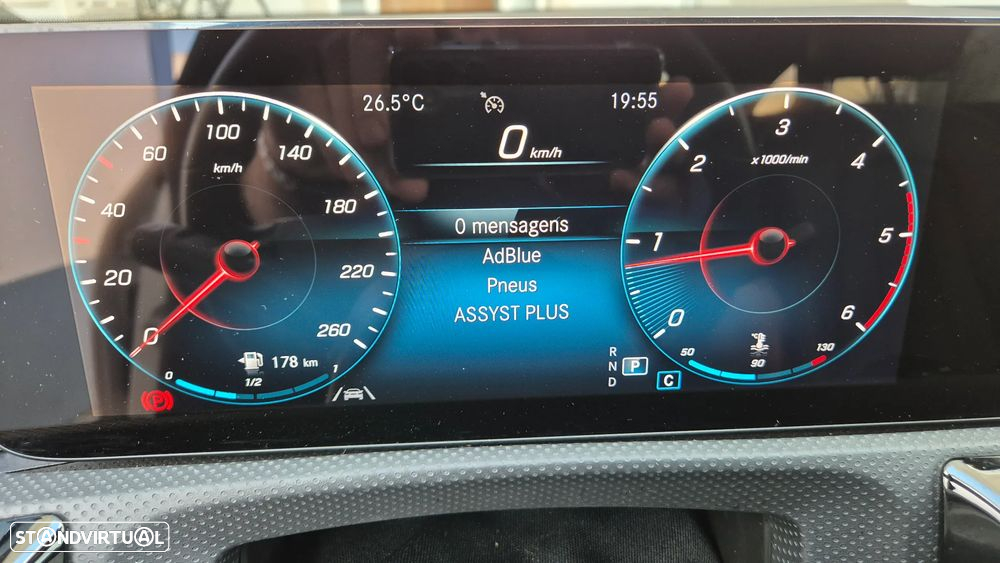 26.5°C
19:55
0 km/h
0 mensagens
AdBlue
Pneus
ASSYST PLUS
0
20
40
60
100
140
180
220
260
km/h
178 km
0
1/2
1
P
0
1
2
3
4
5
6
x1000/min
50
90
130
R
N
D
P
C
STANDVIRTUAL